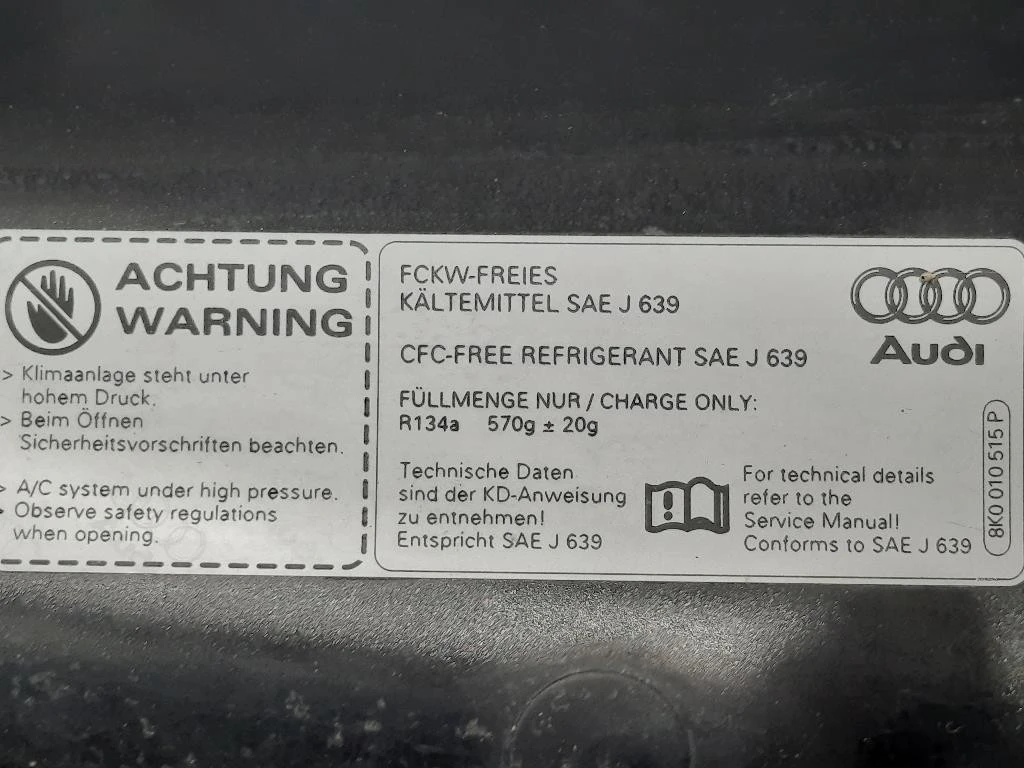 ACHTUNG
WARNING
> Klimaanlage steht unter
hohem Druck.
> Beim Öffnen
Sicherheitsvorschriften beachten.
> A/C system under high pressure.
> Observe safety regulations
when opening.
FCKW-FREIES
KÄLTEMITTEL SAE J 639
CFC-FREE REFRIGERANT SAE J 639
FÜLLMENGE NUR / CHARGE ONLY:
R134a 570g ± 20g
Technische Daten
sind der KD-Anweisung
zu entnehmen!
Entspricht SAE J 639
For technical details
refer to the
Service Manual!
Conforms to SAE J 639
Audi
8K0 010 515 P